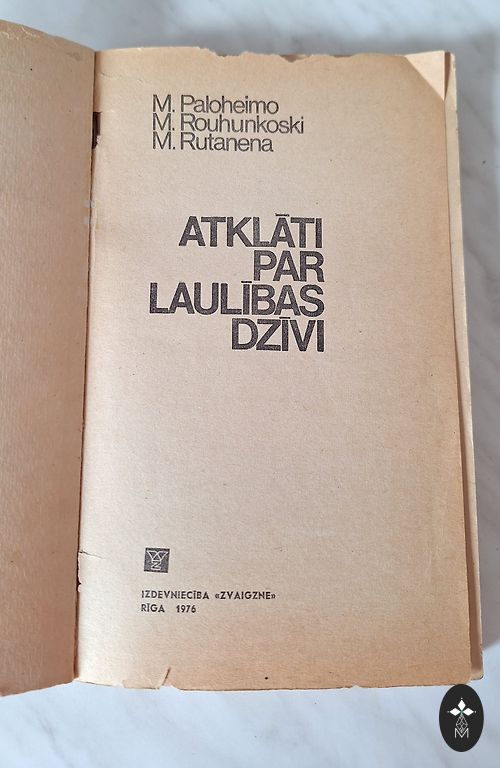 M. Paloheimo
M. Rouhunkoski
M. Rutanena
ATKLĀTI
PAR
LAULĪBAS
DZĪVI
IZDEVNIECĪBA «ZVAIGZNE»
RĪGA 1976